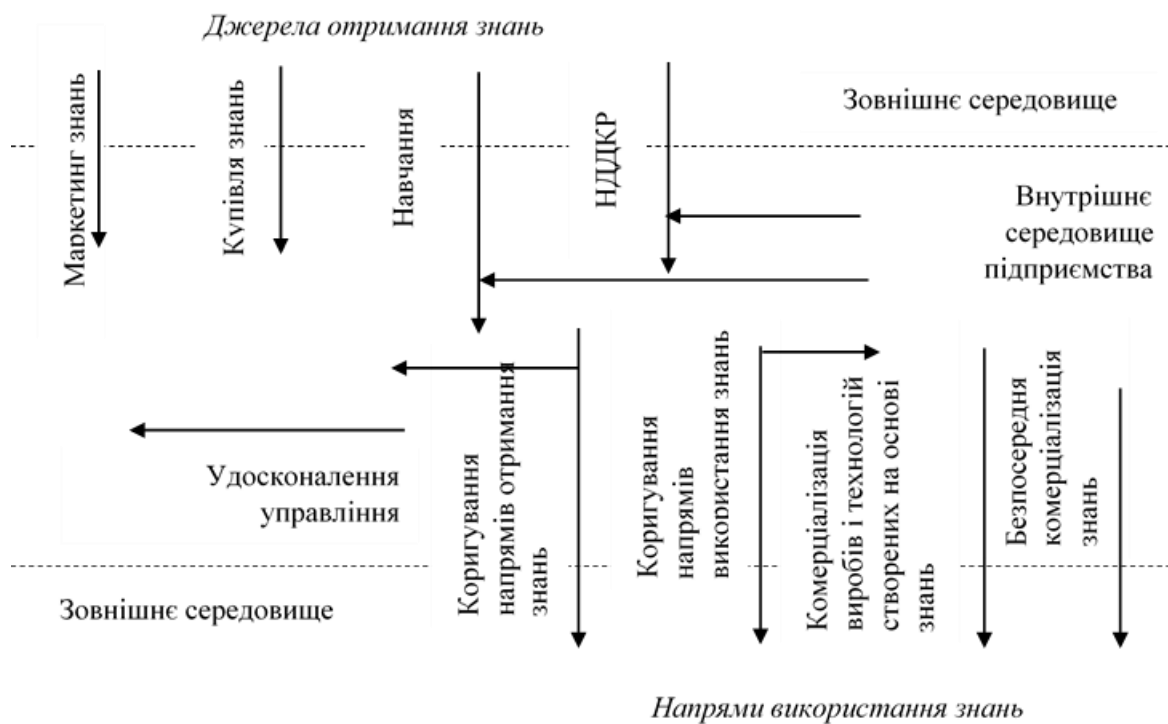 Джерела отримання знань
Маркетинг знань
Купівля знань
Навчання
НДДКР
Зовнішнє середовище
Внутрішнє
середовище
підприємства
Удосконалення
управління
Коригування
напрямів отримання
знань
Коригування
напрямів
використання знань
Комерціалізація
виробів і технологій
створених на основі
знань
Безпосередня
комерціалізація
знань
Зовнішнє середовище
Напрями використання знань